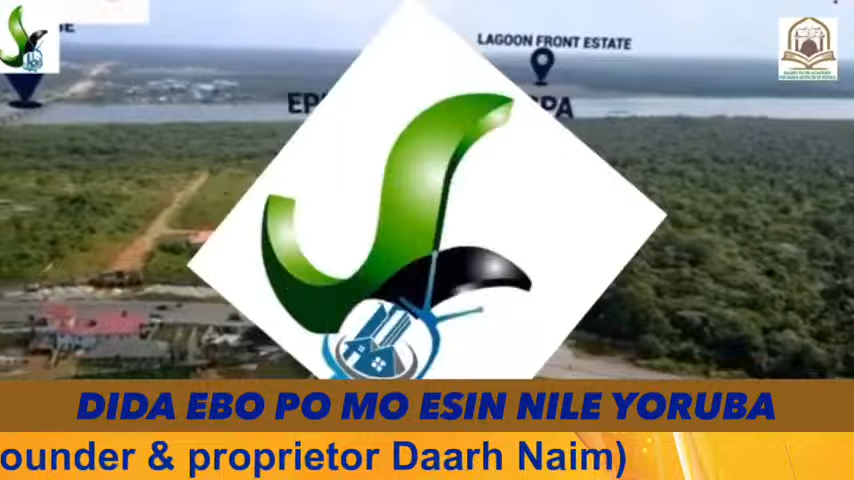 LAGOON FRONT ESTATE
DIDA EBO PO MO ESIN NILE YORUBA
ounder & proprietor Daarh Naim)